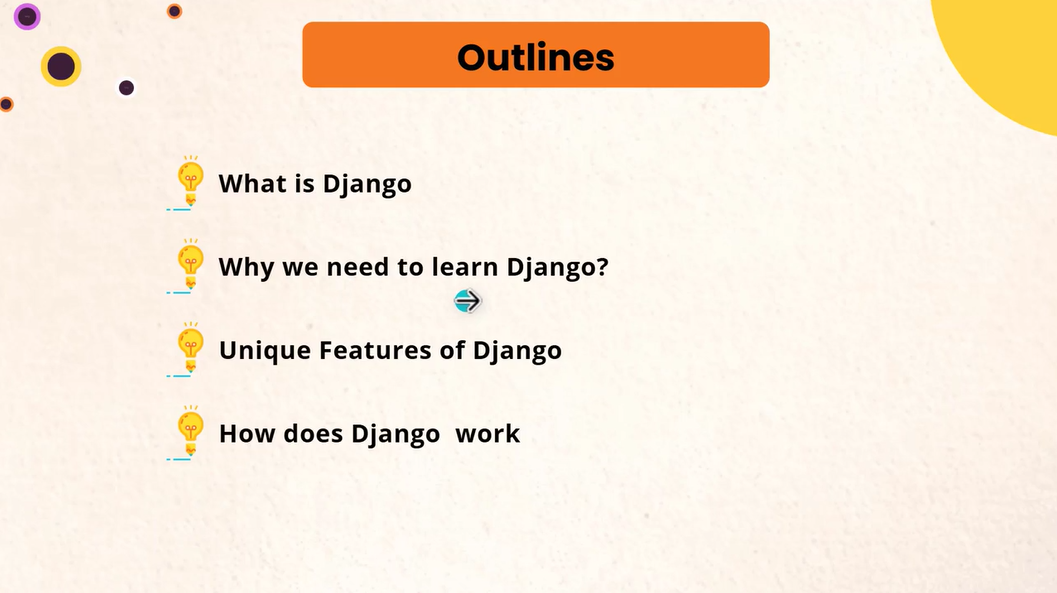 Outlines
What is Django
Why we need to learn Django?
Unique Features of Django
How does Django  work